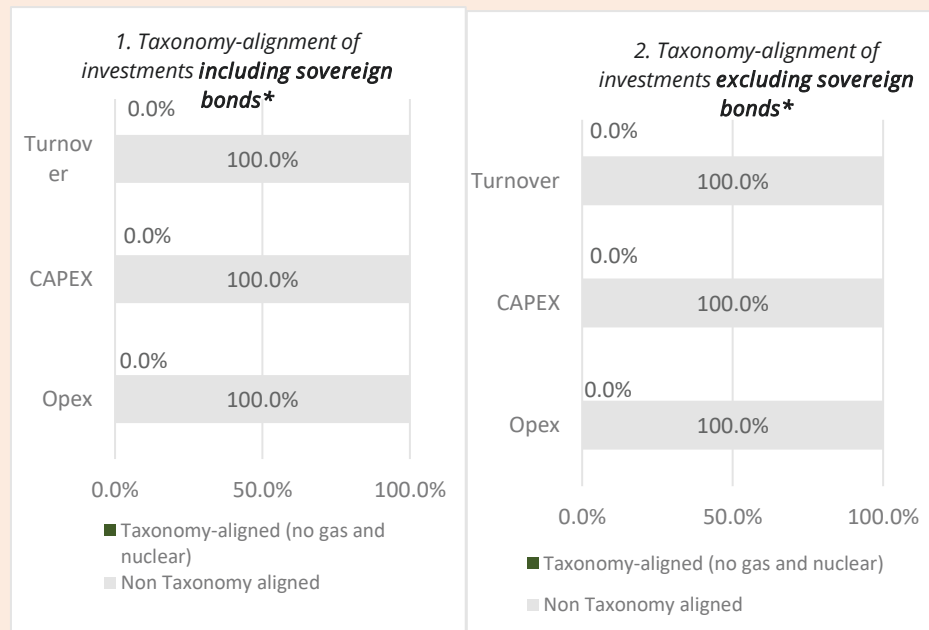 1. Taxonomy-alignment of
investments including sovereign
bonds*
0.0%
Turnov
er
100.0%
0.0%
CAPEX
100.0%
0.0%
Opex
100.0%
0.0%
50.0%
100.0%
Taxonomy-aligned (no gas and
nuclear)
Non Taxonomy aligned
2. Taxonomy-alignment of
investments excluding sovereign
bonds*
0.0%
Turnover
100.0%
0.0%
CAPEX
100.0%
0.0%
Opex
100.0%
0.0%
50.0%
100.0%
Taxonomy-aligned (no gas and nuclear)
Non Taxonomy aligned